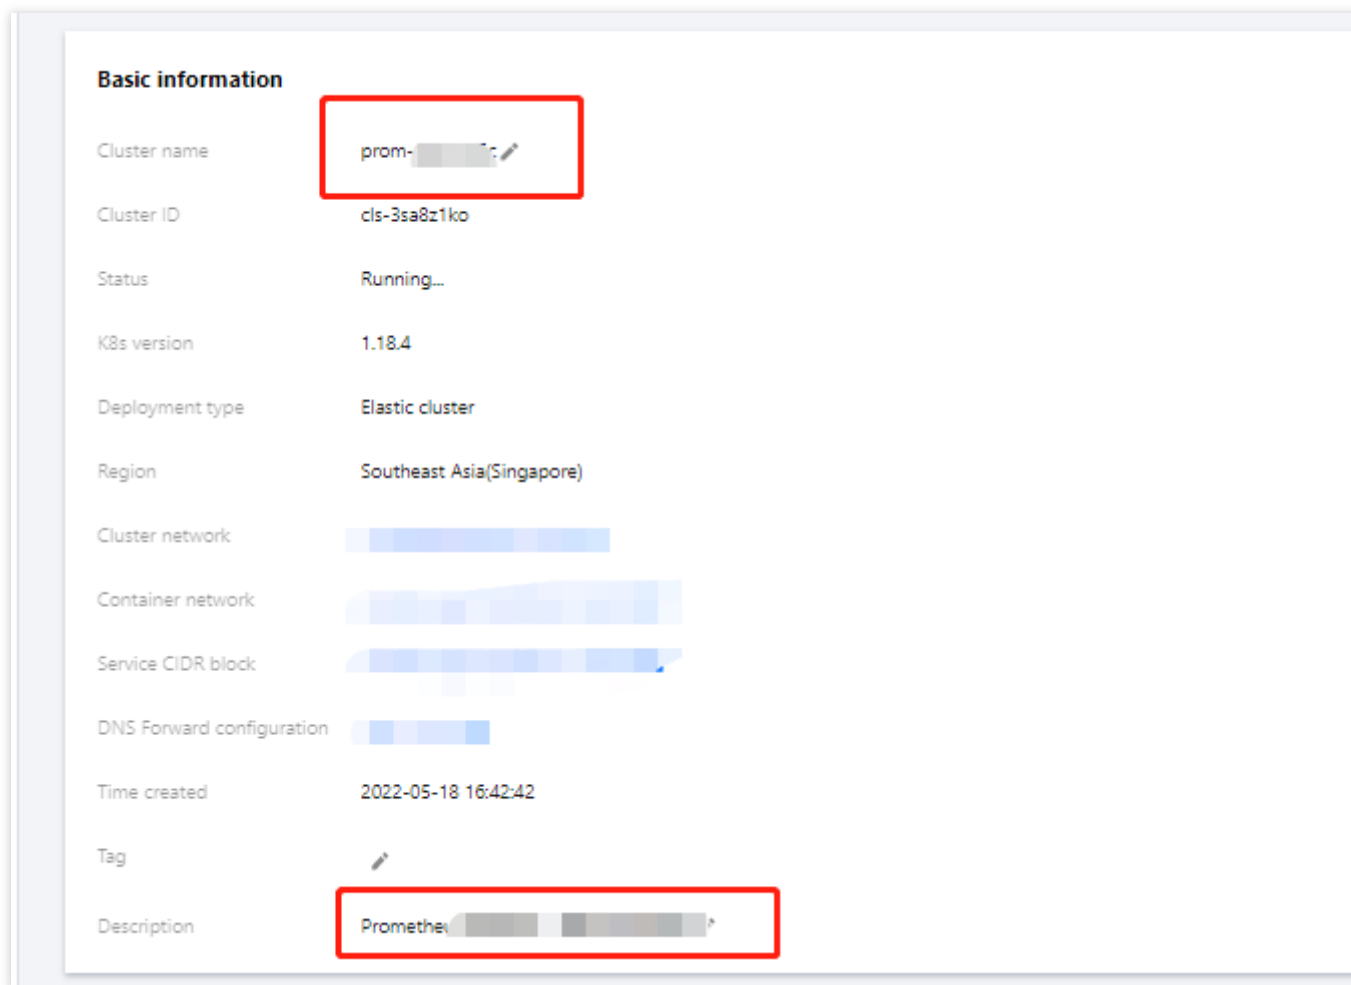 Basic information
Cluster name prom-
Cluster ID cls-3sa8z1ko
Status Running...
K8s version 1.18.4
Deployment type Elastic cluster
Region Southeast Asia(Singapore)
Cluster network
Container network
Service CIDR block
DNS Forward configuration
Time created 2022-05-18 16:42:42
Tag
Description